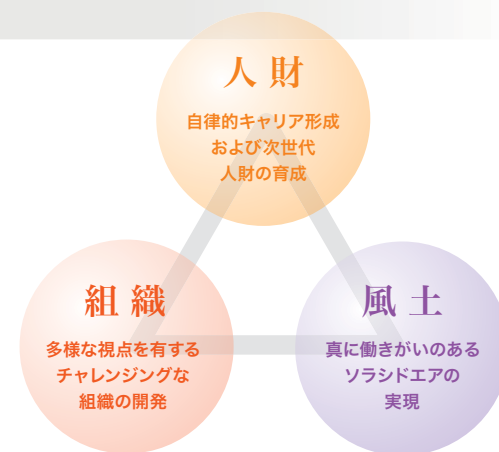 人財
自律的キャリア形成
および次世代
人財の育成
組織
多様な視点を有する
チャレンジングな
組織の開発
風土
真に働きがいのある
ソラシドエアの
実現